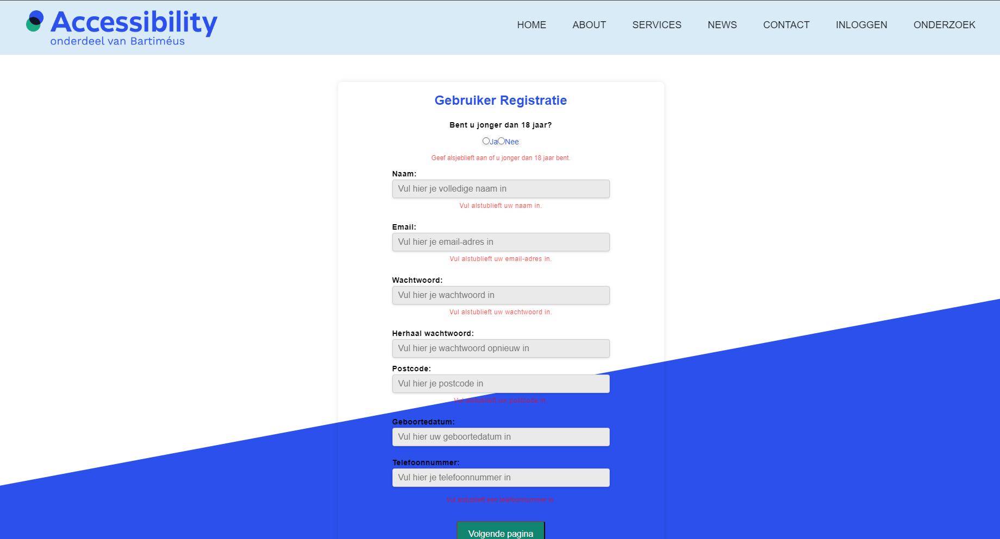 Accessibility
onderdeel van Bartiméus
HOME ABOUT SERVICES NEWS CONTACT INLOGGEN ONDERZOEK
Gebruiker Registratie
Bent u jonger dan 18 jaar?
Ja Nee
Geef alsjeblieft aan of u jonger dan 18 jaar bent.
Naam:
Vul hier je volledige naam in
Vul alstublieft uw naam in.
Email:
Vul hier je email-adres in
Vul alstublieft uw email-adres in.
Wachtwoord:
Vul hier je wachtwoord in
Vul alstublieft uw wachtwoord in.
Herhaal wachtwoord:
Vul hier je wachtwoord opnieuw in
Postcode:
Vul hier je postcode in
Vul alstublieft uw postcode in.
Geboortedatum:
Vul hier uw geboortedatum in
Telefoonnummer:
Vul hier je telefoonnummer in
Vul alstublieft een telefoonnummer in.
Volgende pagina